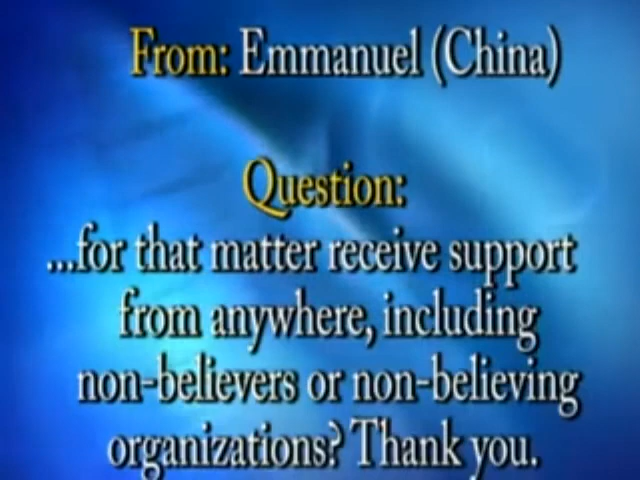 From: Emmanuel (China)
Question:
...for that matter receive support
from anywhere, including
non-believers or non-believing
organizations? Thank you.